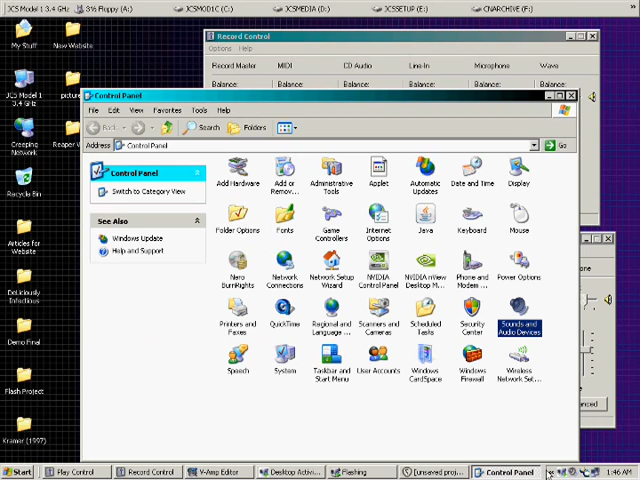 JCS Model 1 3.4 GHz
3½ Floppy (A:)
JCSMOD1C (C:)
JCSMEDIA (D:)
JCSSETUP (E:)
CNARCHIVE (F:)
»
My Stuff
New Website
JCS Model 1
3.4 GHz
picture
Creeping
Network
Reaper W
Recycle Bin
Articles for
Website
Deliciously
Infectious
Demo Final
Flash Project
Kramer (1997)
Record Control
Options Help
Record Master
MIDI
CD Audio
Line-In
Microphone
Wave
Balance:
Balance:
Balance:
Balance:
Balance:
Balance:
Control Panel
File Edit View Favorites Tools Help
Back
Search
Folders
Address
Control Panel
Go
Control Panel
Switch to Category View
See Also
Windows Update
Help and Support
Add Hardware
Add or
Remov...
Administrative
Tools
Applet
Automatic
Updates
Date and Time
Display
Folder Options
Fonts
Game
Controllers
Internet
Options
Java
Keyboard
Mouse
Nero
BurnRights
Network
Connections
Network Setup
Wizard
NVIDIA
Control Panel
NVIDIA nView
Desktop M...
Phone and
Modem ...
Power Options
Printers and
Faxes
QuickTime
Regional and
Language ...
Scanners and
Cameras
Scheduled
Tasks
Security
Center
Sounds and
Audio Devices
Speech
System
Taskbar and
Start Menu
User Accounts
Windows
CardSpace
Windows
Firewall
Wireless
Network Set...
one
anced
Start
Play Control
Record Control
V-Amp Editor
Desktop Activi...
Flashing
[unsaved proj...
Control Panel
1:46 AM